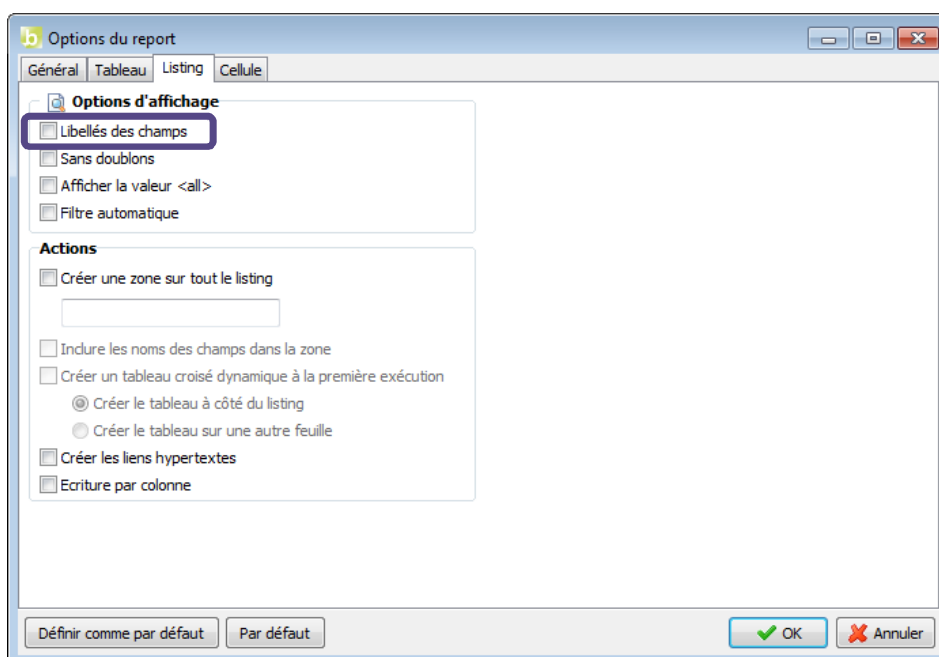 Options du report
Général Tableau Listing Cellule
Options d'affichage
Libellés des champs
Sans doublons
Afficher la valeur <all>
Filtre automatique
Actions
Créer une zone sur tout le listing
Inclure les noms des champs dans la zone
Créer un tableau croisé dynamique à la première exécution
Créer le tableau à côté du listing
Créer le tableau sur une autre feuille
Créer les liens hypertextes
Ecriture par colonne
Définir comme par défaut Par défaut OK Annuler